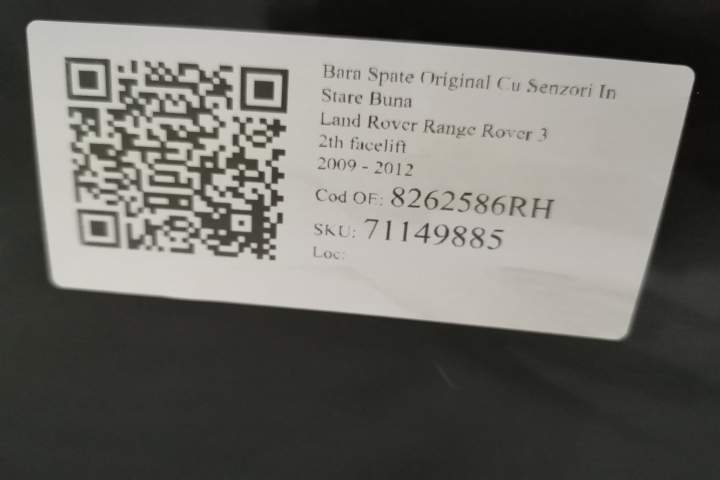 Bara Spate Original Cu Senzori In
Stare Buna
Land Rover Range Rover 3
2th facelift
2009 - 2012
Cod OE: 8262586RH
SKU: 71149885
Loc: